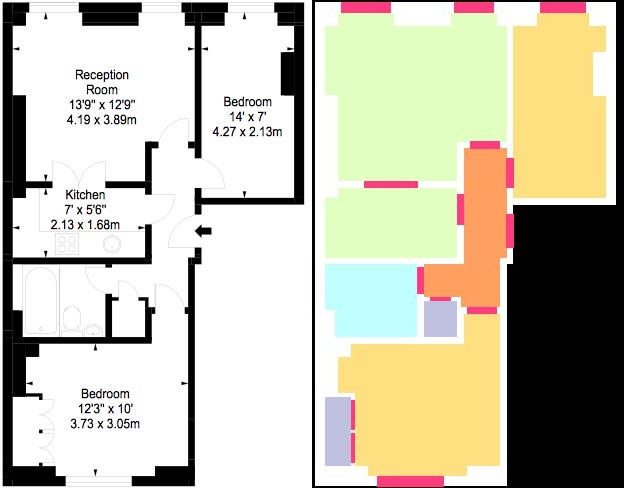 Reception
Room
13'9" x 12'9"
4.19 x 3.89m
Bedroom
14' x 7'
4.27 x 2.13m
Kitchen
7' x 5'6"
2.13 x 1.68m
Bedroom
12'3" x 10'
3.73 x 3.05m